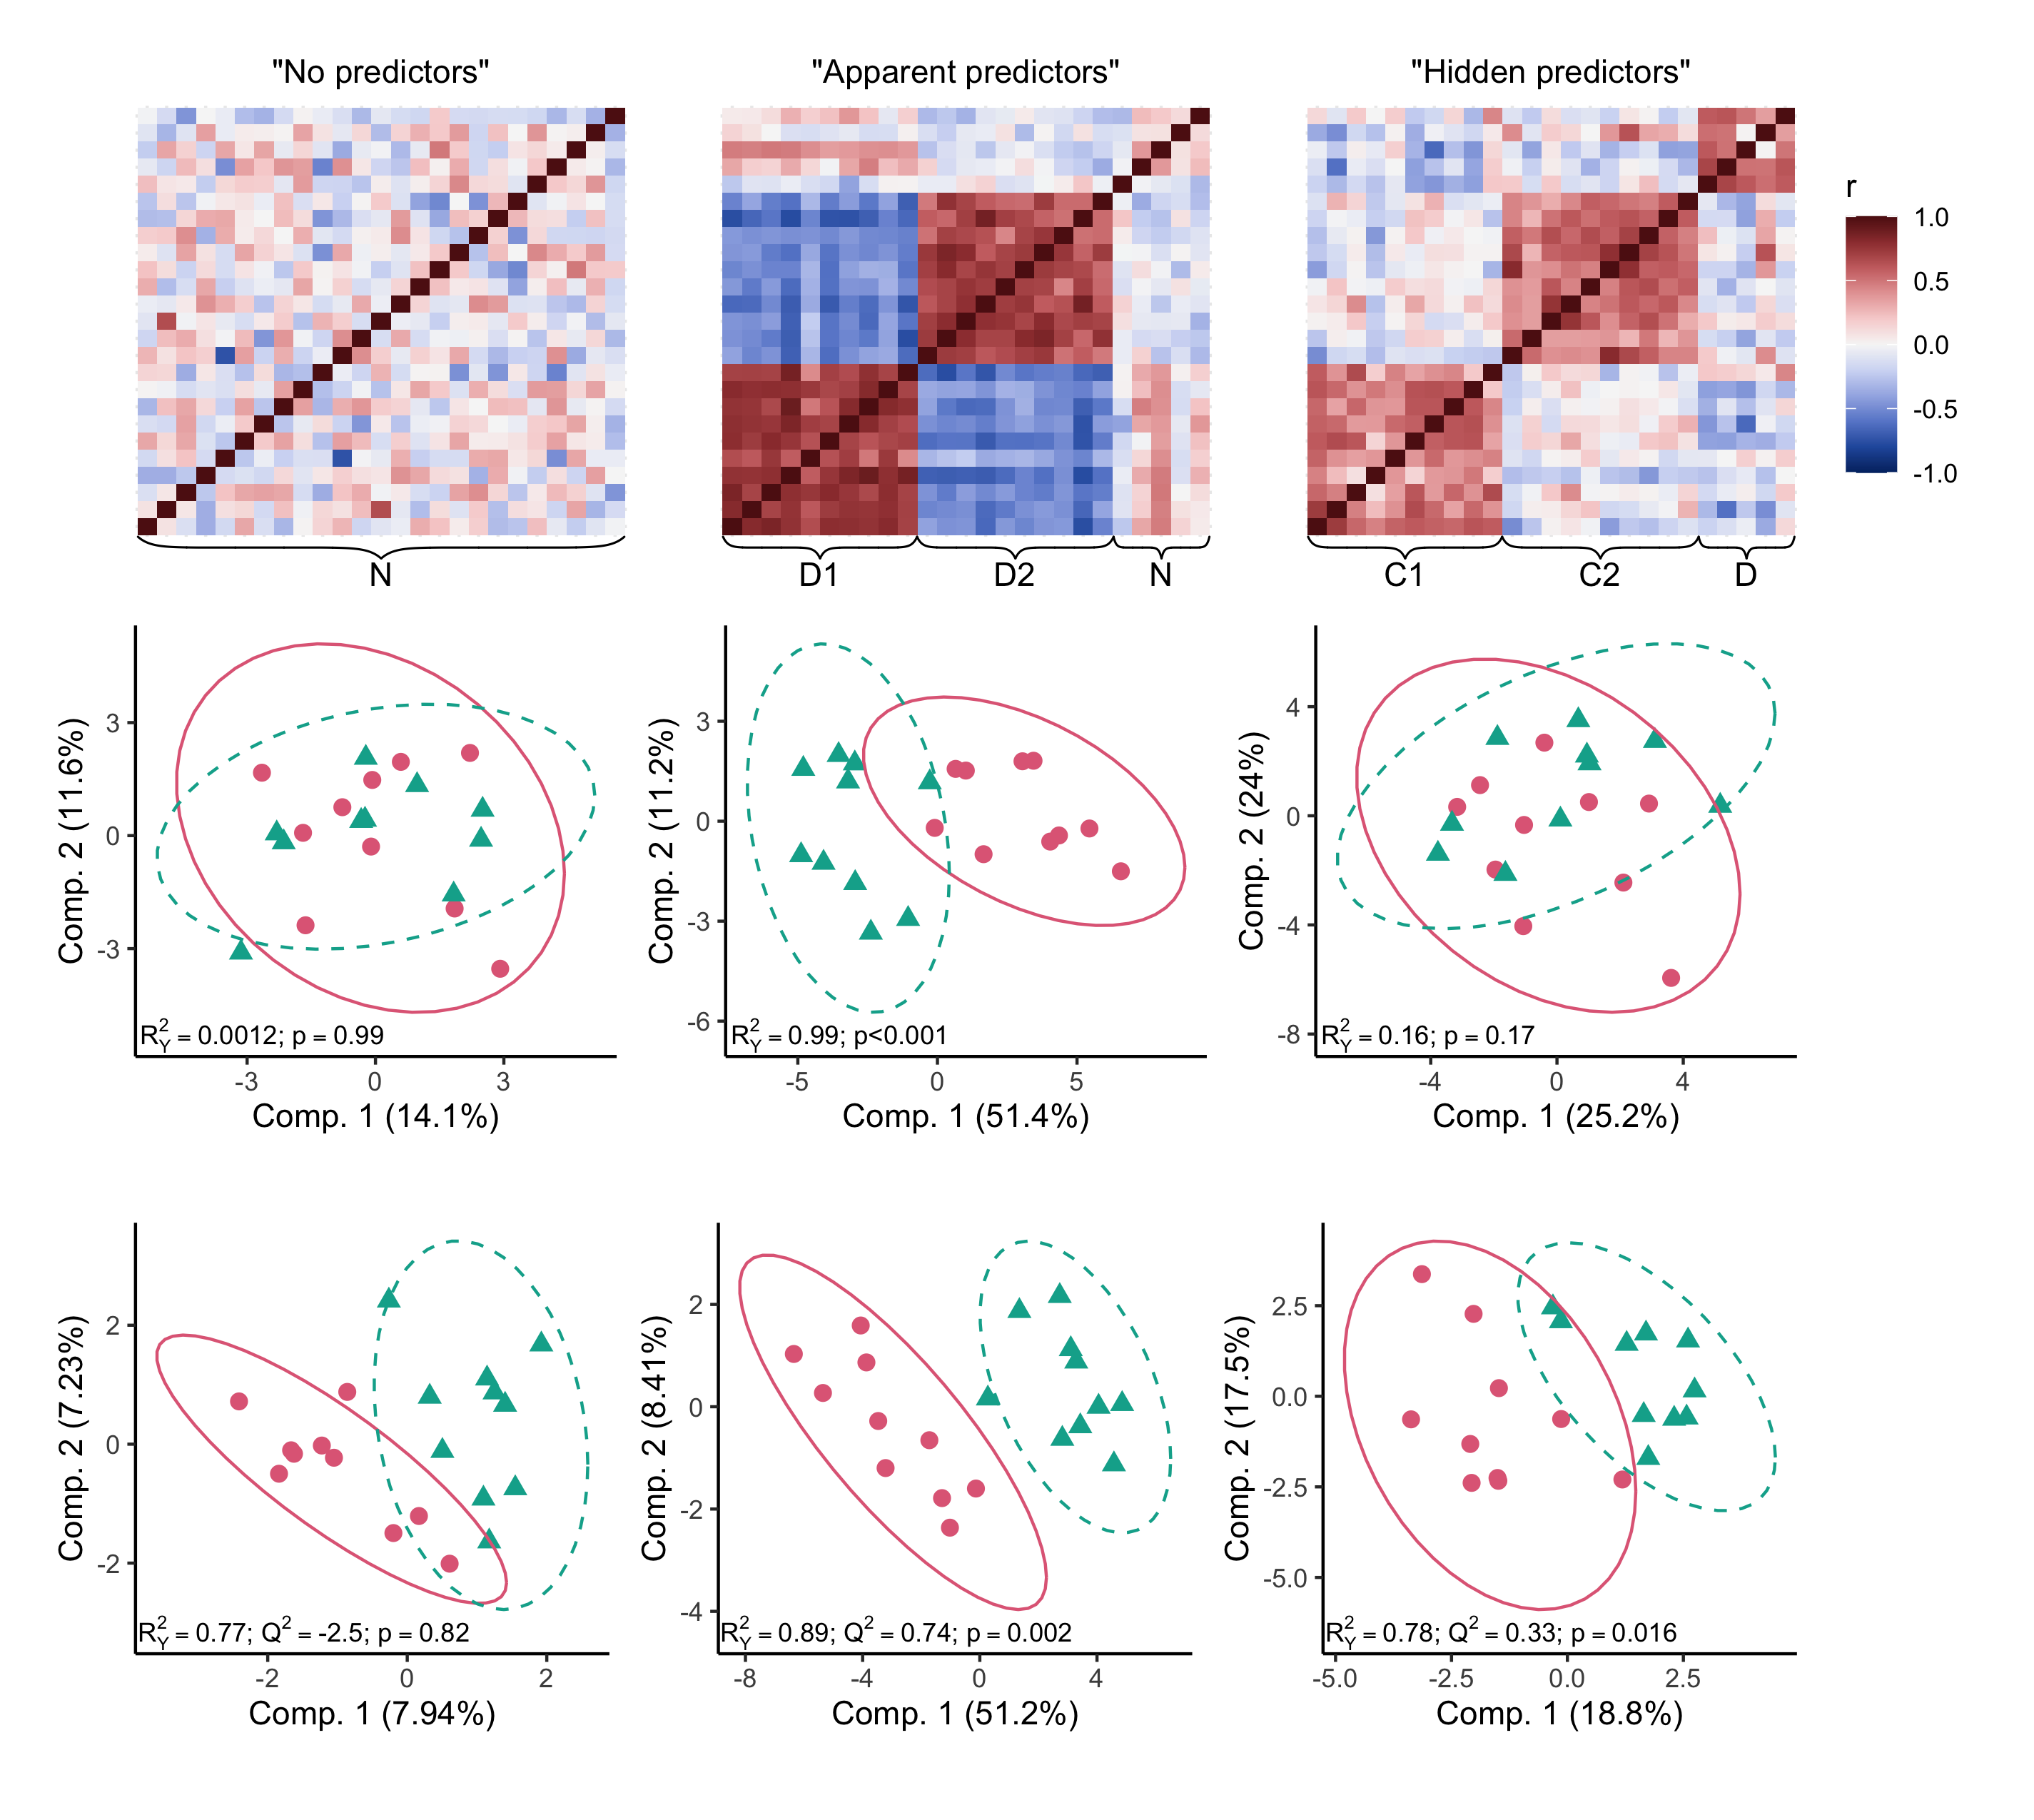 "No predictors" "Apparent predictors" "Hidden predictors"
r
1.0
0.5
0.0
-0.5
-1.0
N D1 D2 N C1 C2 D
Comp. 2 (11.6%)
3
0
-3
R²Y = 0.0012; p = 0.99
-3 0 3
Comp. 1 (14.1%)
Comp. 2 (11.2%)
3
0
-3
-6
R²Y = 0.99; p<0.001
-5 0 5
Comp. 1 (51.4%)
Comp. 2 (24%)
4
0
-4
-8
R²Y = 0.16; p = 0.17
-4 0 4
Comp. 1 (25.2%)
Comp. 2 (7.23%)
2
0
-2
R²Y = 0.77; Q² = -2.5; p = 0.82
-2 0 2
Comp. 1 (7.94%)
Comp. 2 (8.41%)
2
0
-2
-4
R²Y = 0.89; Q² = 0.74; p = 0.002
-8 -4 0 4
Comp. 1 (51.2%)
Comp. 2 (17.5%)
2.5
0.0
-2.5
-5.0
R²Y = 0.78; Q² = 0.33; p = 0.016
-5.0 -2.5 0.0 2.5
Comp. 1 (18.8%)